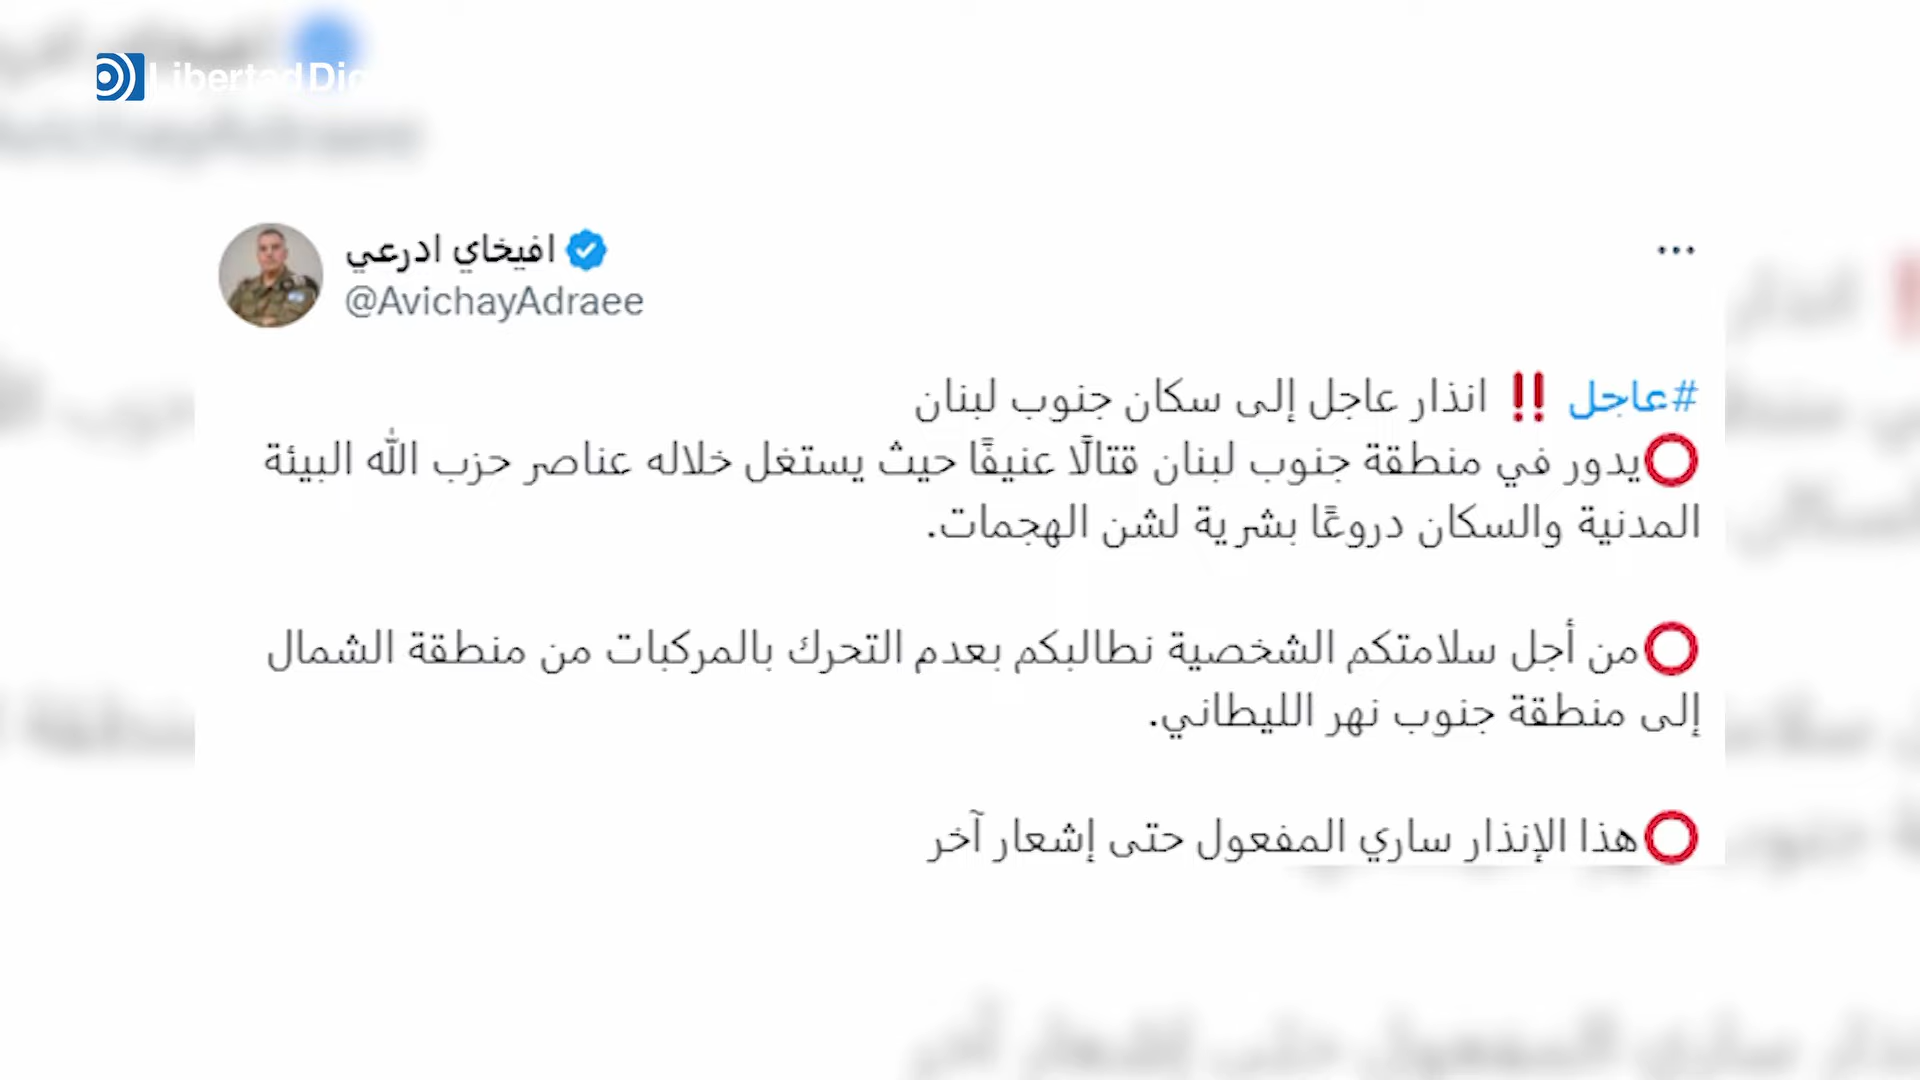 Libertad Dig
افيخاي ادرعي
@AvichayAdraee
#عاجل ‼️ انذار عاجل إلى سكان جنوب لبنان
⭕️يدور في منطقة جنوب لبنان قتالًا عنيفًا حيث يستغل خلاله عناصر حزب الله البيئة
المدنية والسكان دروعًا بشرية لشن الهجمات.
⭕️من أجل سلامتكم الشخصية نطالبكم بعدم التحرك بالمركبات من منطقة الشمال
إلى منطقة جنوب نهر الليطاني.
⭕️هذا الإنذار ساري المفعول حتى إشعار آخر